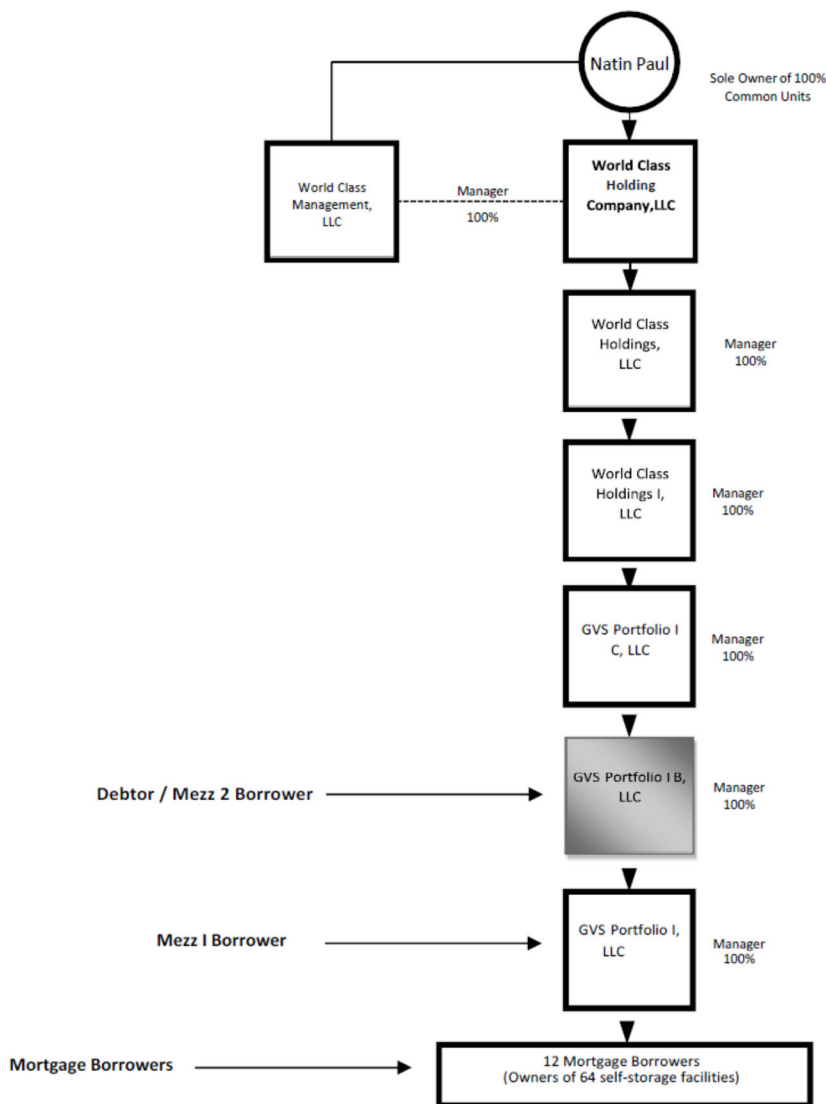 Natin Paul
Sole Owner of 100%
Common Units
World Class
Management,
LLC
Manager
100%
World Class
Holding
Company,LLC
World Class
Holdings,
LLC
Manager
100%
World Class
Holdings I,
LLC
Manager
100%
GVS Portfolio I
C, LLC
Manager
100%
Debtor / Mezz 2 Borrower
GVS Portfolio I B,
LLC
Manager
100%
Mezz I Borrower
GVS Portfolio I,
LLC
Manager
100%
Mortgage Borrowers
12 Mortgage Borrowers
(Owners of 64 self-storage facilities)